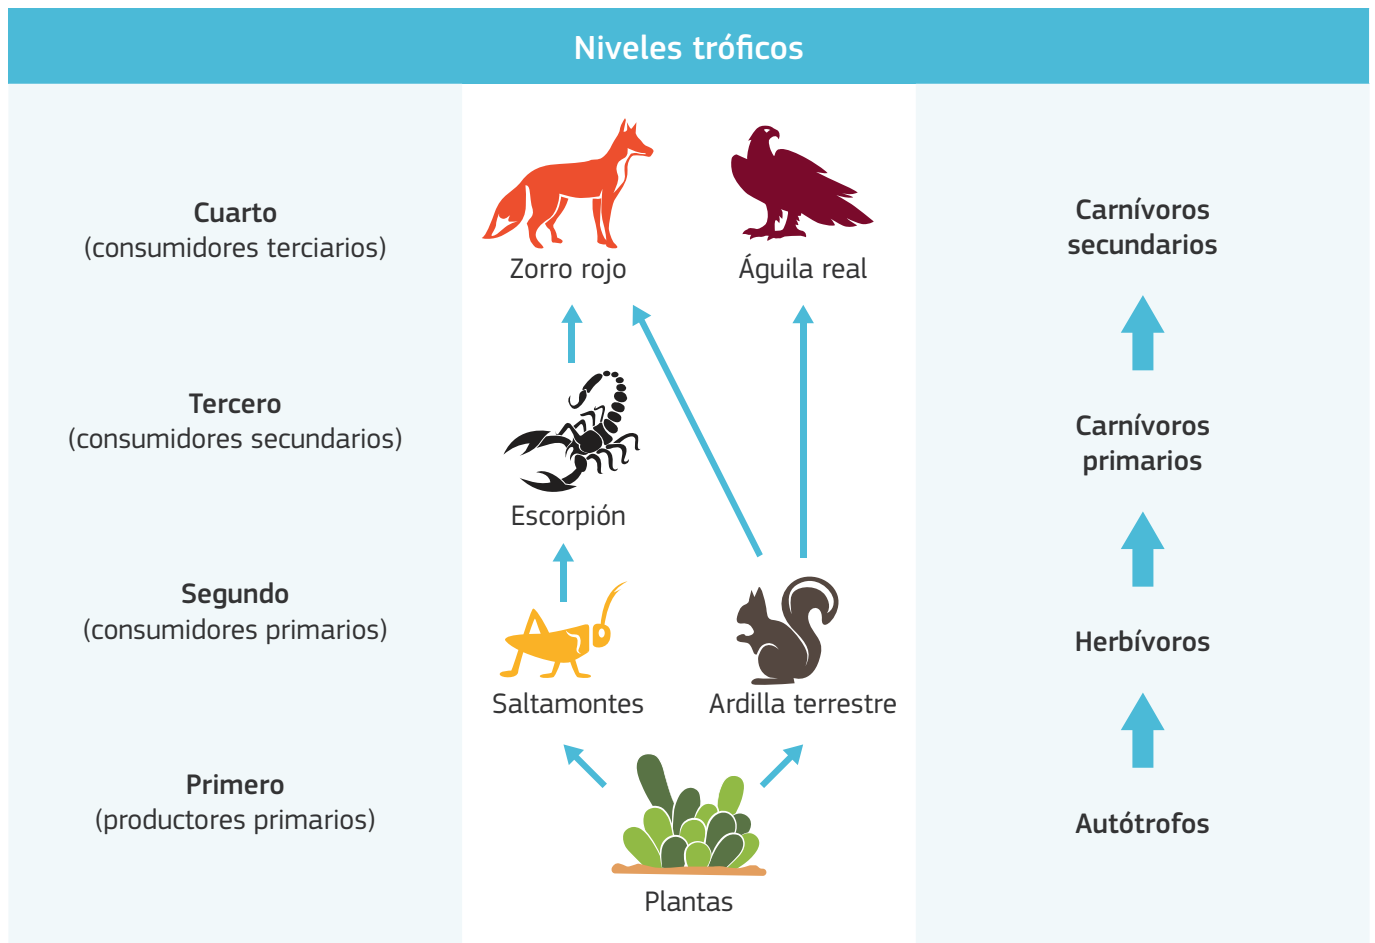 Niveles tróficos
Cuarto
(consumidores terciarios)
Zorro rojo
Águila real
Carnívoros
secundarios
Tercero
(consumidores secundarios)
Escorpión
Carnívoros
primarios
Segundo
(consumidores primarios)
Saltamontes
Ardilla terrestre
Herbívoros
Primero
(productores primarios)
Plantas
Autótrofos